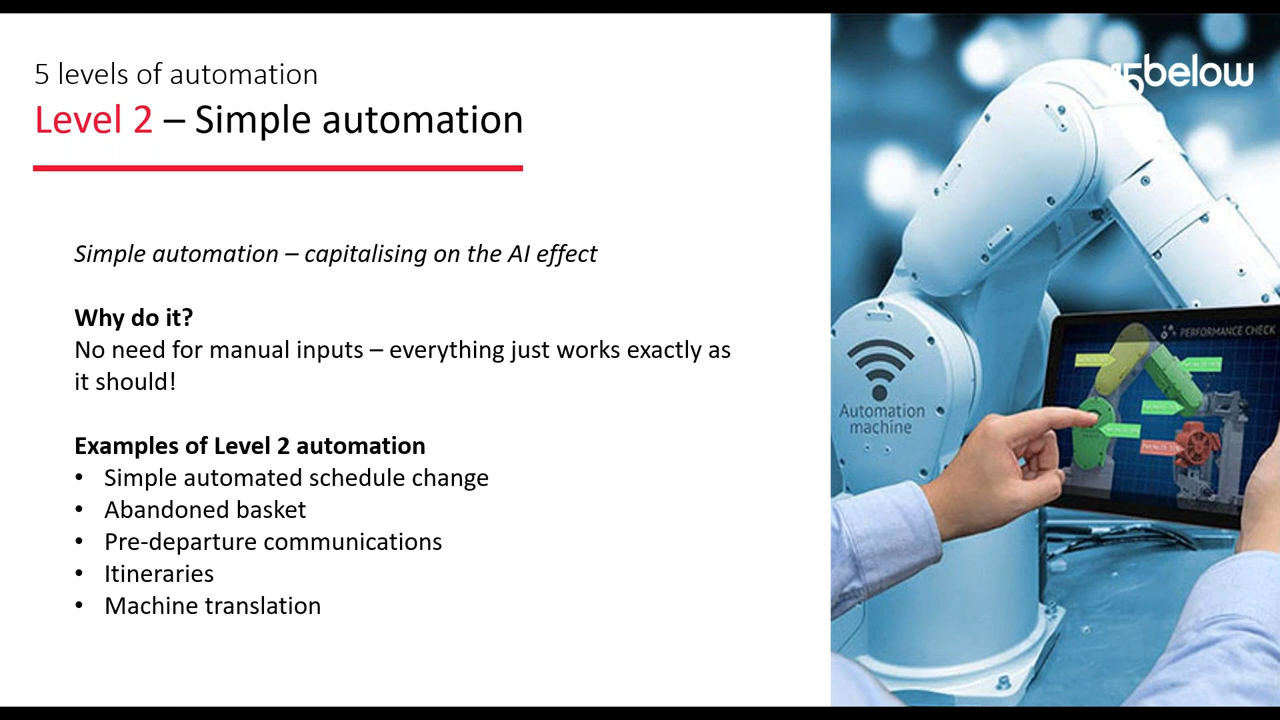 5 levels of automation
Level 2 – Simple automation
Simple automation – capitalising on the AI effect
Why do it?
No need for manual inputs – everything just works exactly as
it should!
Examples of Level 2 automation
• Simple automated schedule change
• Abandoned basket
• Pre-departure communications
• Itineraries
• Machine translation
15below
PERFORMANCE CHECK
Automation
machine